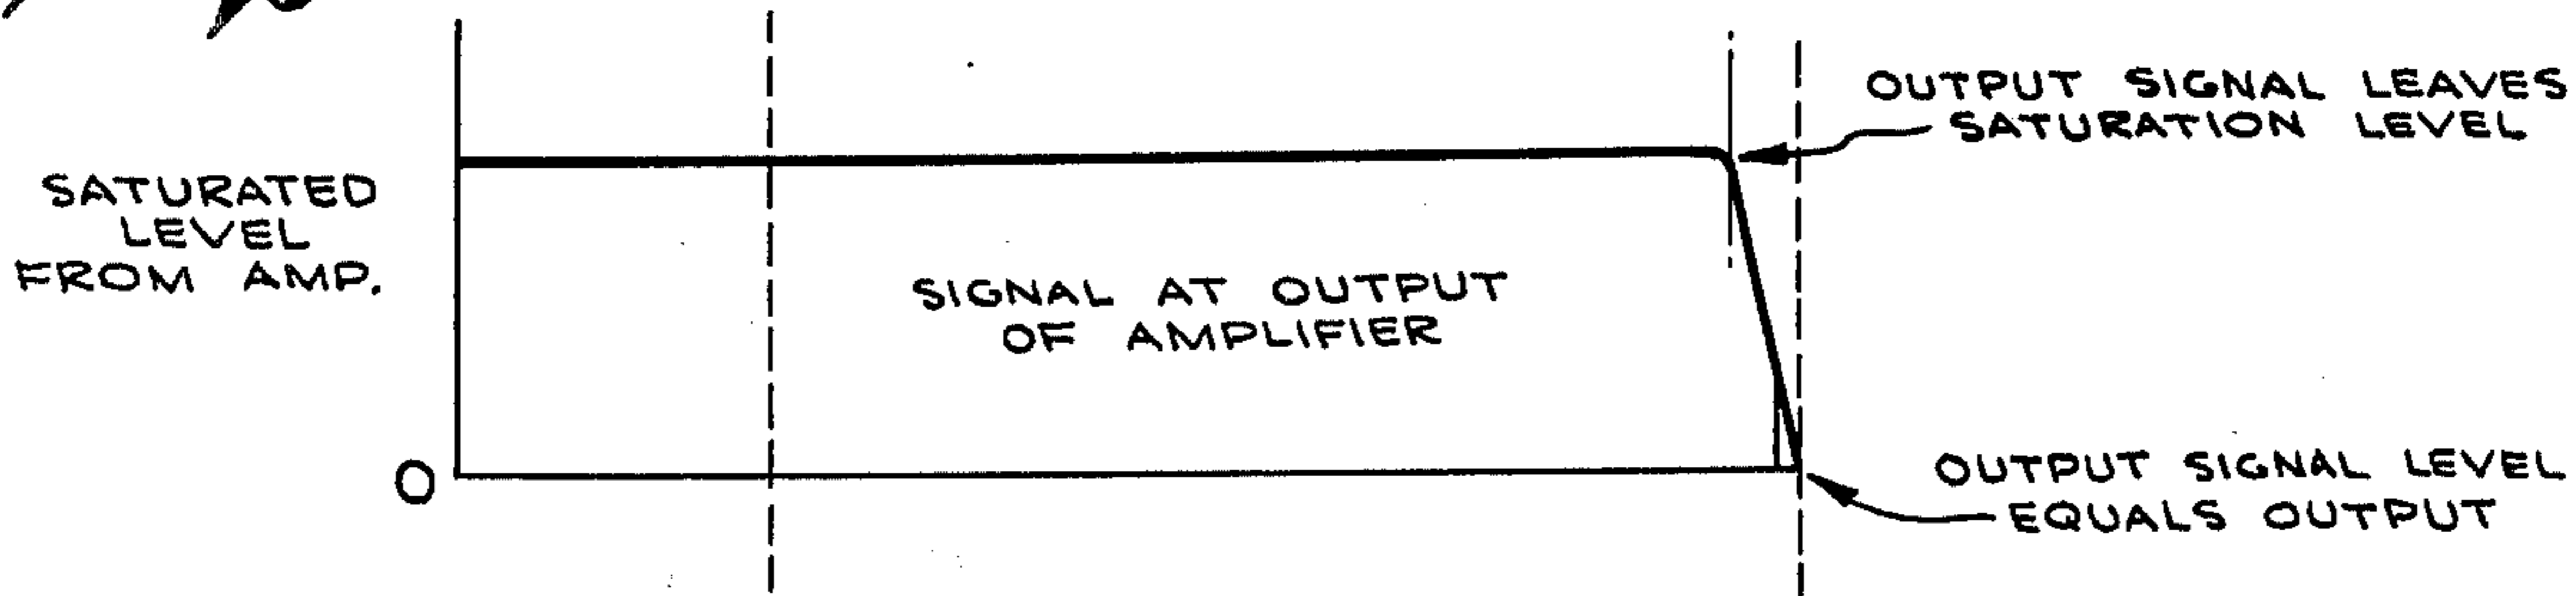 OUTPUT SIGNAL LEAVES
SATURATION LEVEL
SATURATED
LEVEL
FROM AMP.
SIGNAL AT OUTPUT
OF AMPLIFIER
O
OUTPUT SIGNAL LEVEL
EQUALS OUTPUT